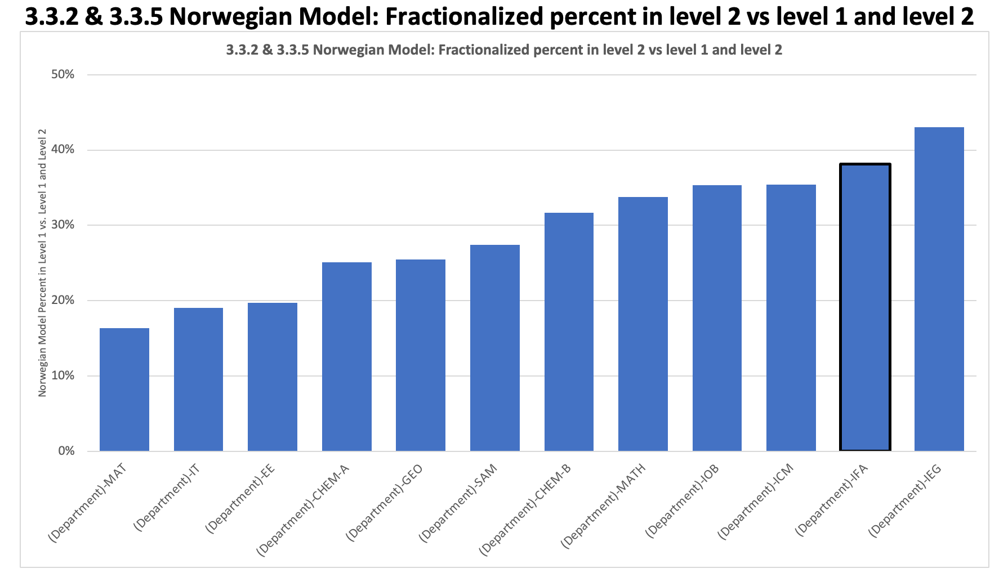 3.3.2 & 3.3.5 Norwegian Model: Fractionalized percent in level 2 vs level 1 and level 2
3.3.2 & 3.3.5 Norwegian Model: Fractionalized percent in level 2 vs level 1 and level 2
Norwegian Model Percent in Level 1 vs. Level 1 and Level 2
50%
40%
30%
20%
10%
0%
(Department)-MAT
(Department)-IT
(Department)-EE
(Department)-CHEM-A
(Department)-GEO
(Department)-SAM
(Department)-CHEM-B
(Department)-MATH
(Department)-IOB
(Department)-ICM
(Department)-IFA
(Department)-IEG